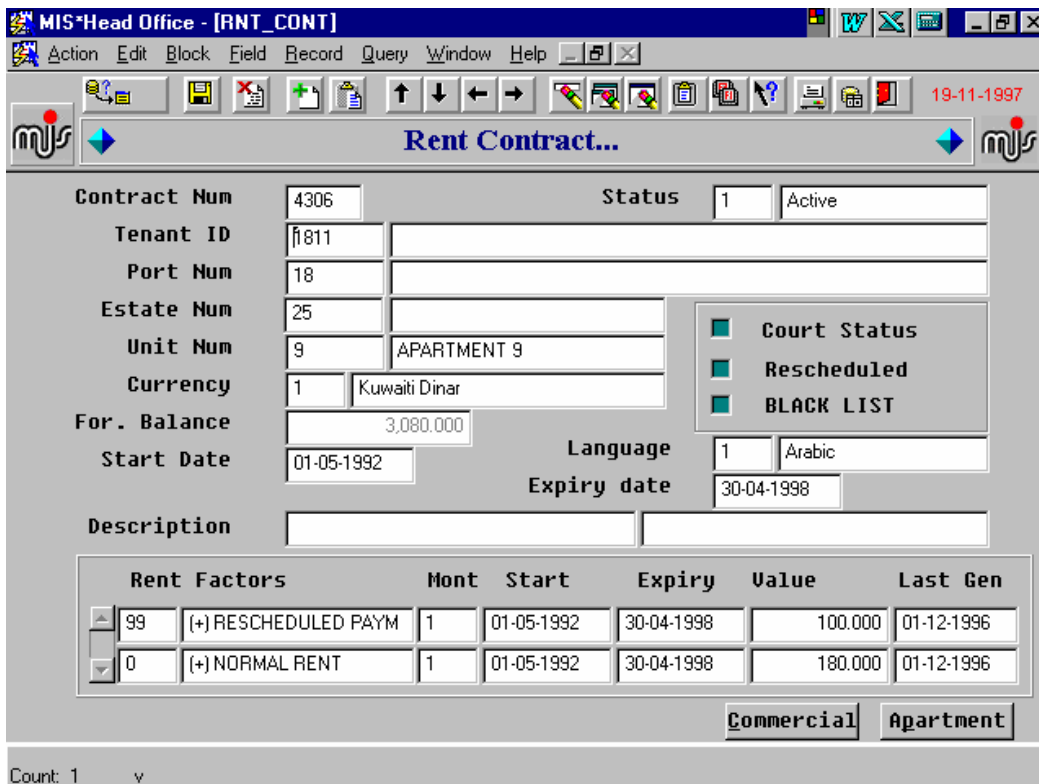 MIS*Head Office - [RNT_CONT]
Action Edit Block Field Record Query Window Help
19-11-1997
mis Rent Contract... mis
Contract Num 4306 Status 1 Active
Tenant ID 1811
Port Num 18
Estate Num 25
Court Status
Unit Num 9 APARTMENT 9
Rescheduled
Currency 1 Kuwaiti Dinar
BLACK LIST
For. Balance 3,080.000
Language 1 Arabic
Start Date 01-05-1992
Expiry date 30-04-1998
Description
Rent Factors Mont Start Expiry Value Last Gen
99 (+) RESCHEDULED PAYM 1 01-05-1992 30-04-1998 100.000 01-12-1996
0 (+) NORMAL RENT 1 01-05-1992 30-04-1998 180.000 01-12-1996
Commercial Apartment
Count: 1 v